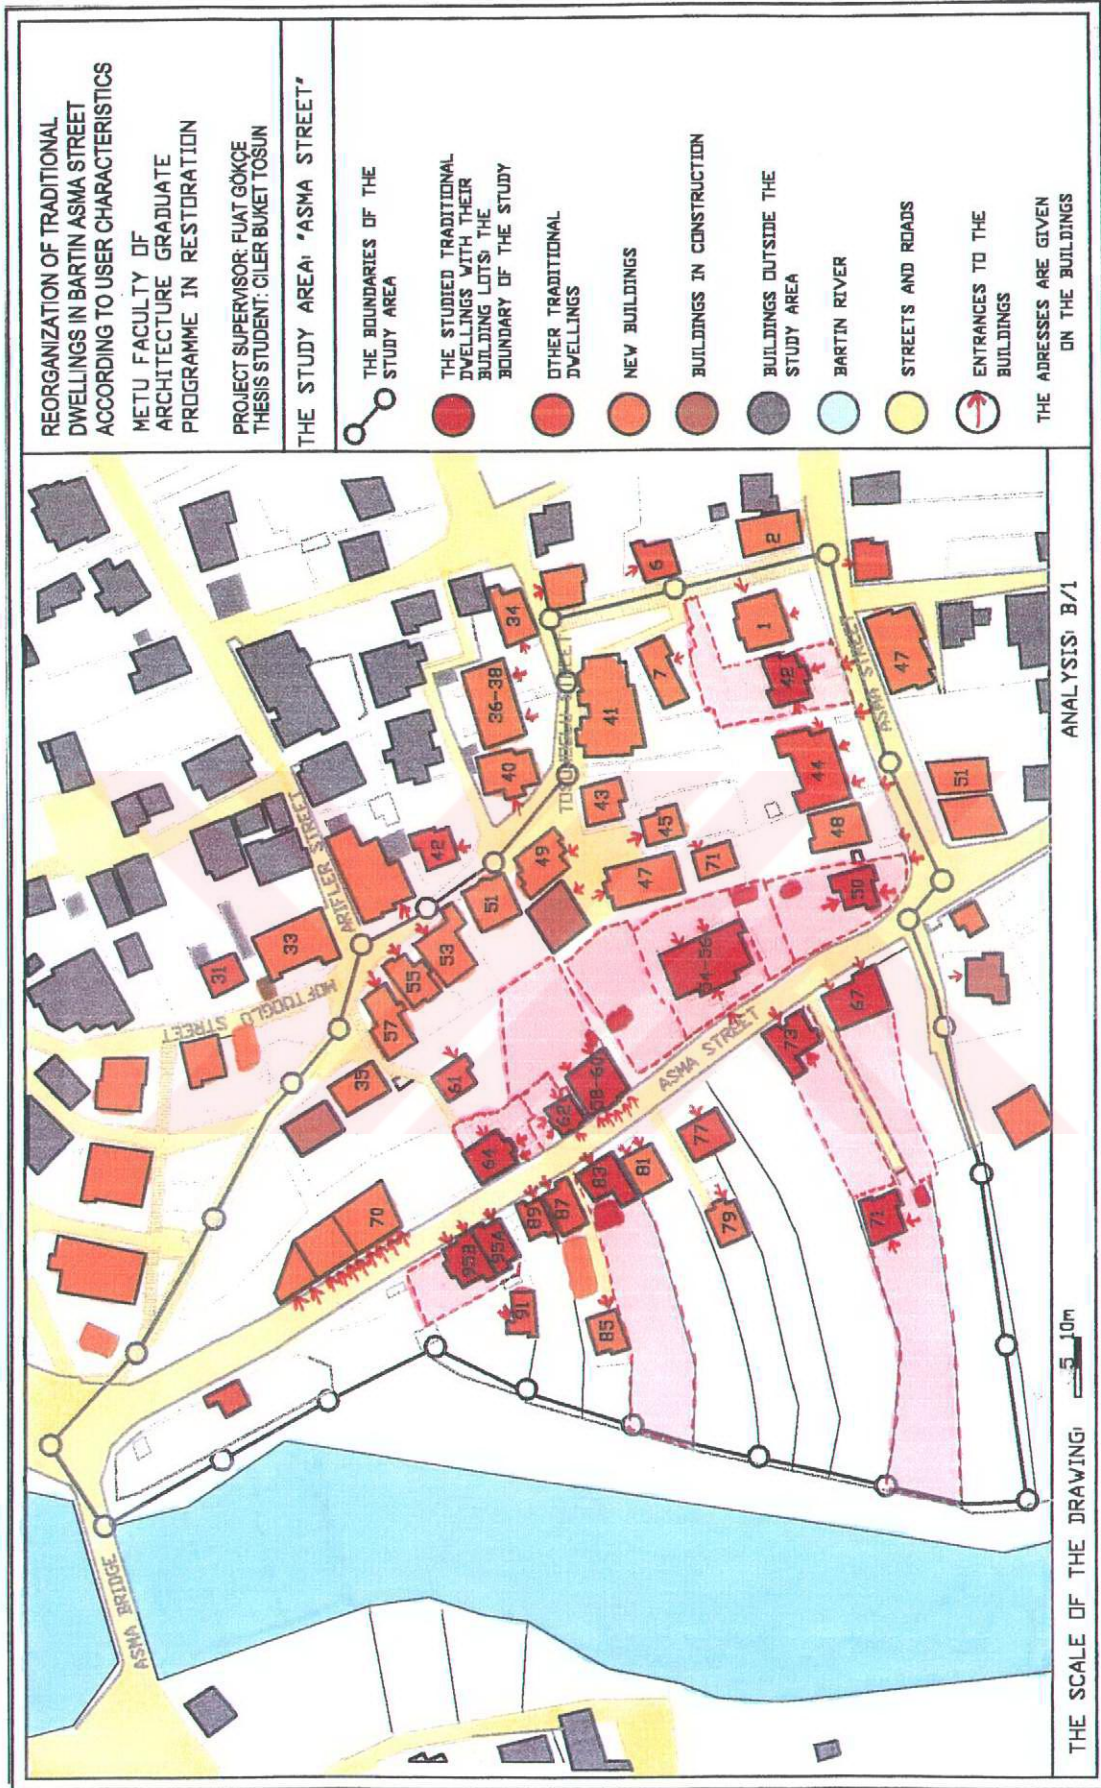 REORGANIZATION OF TRADITIONAL
DWELLINGS IN BARTIN ASMA STREET
ACCORDING TO USER CHARACTERISTICS
METU FACULTY OF
ARCHITECTURE GRADUATE
PROGRAMME IN RESTORATION
PROJECT SUPERVISOR: FUAT GÖKÇE
THESIS STUDENT: CILER BUKET TOSUN
THE STUDY AREA: "ASMA STREET"
THE BOUNDARIES OF THE
STUDY AREA
THE STUDIED TRADITIONAL
DWELLINGS WITH THEIR
BUILDING LOTS: THE
BOUNDARY OF THE STUDY
OTHER TRADITIONAL
DWELLINGS
NEW BUILDINGS
BUILDINGS IN CONSTRUCTION
BUILDINGS OUTSIDE THE
STUDY AREA
BARTIN RIVER
STREETS AND ROADS
ENTRANCES TO THE
BUILDINGS
THE ADRESSES ARE GIVEN
ON THE BUILDINGS
ASMA BRIDGE
MOFTUOGLO STREET
ARIFLER STREET
ASMA STREET
ASMA STREET
31
33
42
34
36-38
40
41
43
45
47
49
51
53
55
57
35
61
71
7
6
2
1
42
44
48
50
47
51
54-56
58-60
62
64
70
67
73
77
79
81
83
85
87
89
91
95A
95B
71
THE SCALE OF THE DRAWING:
5 10m
ANALYSIS: B/1